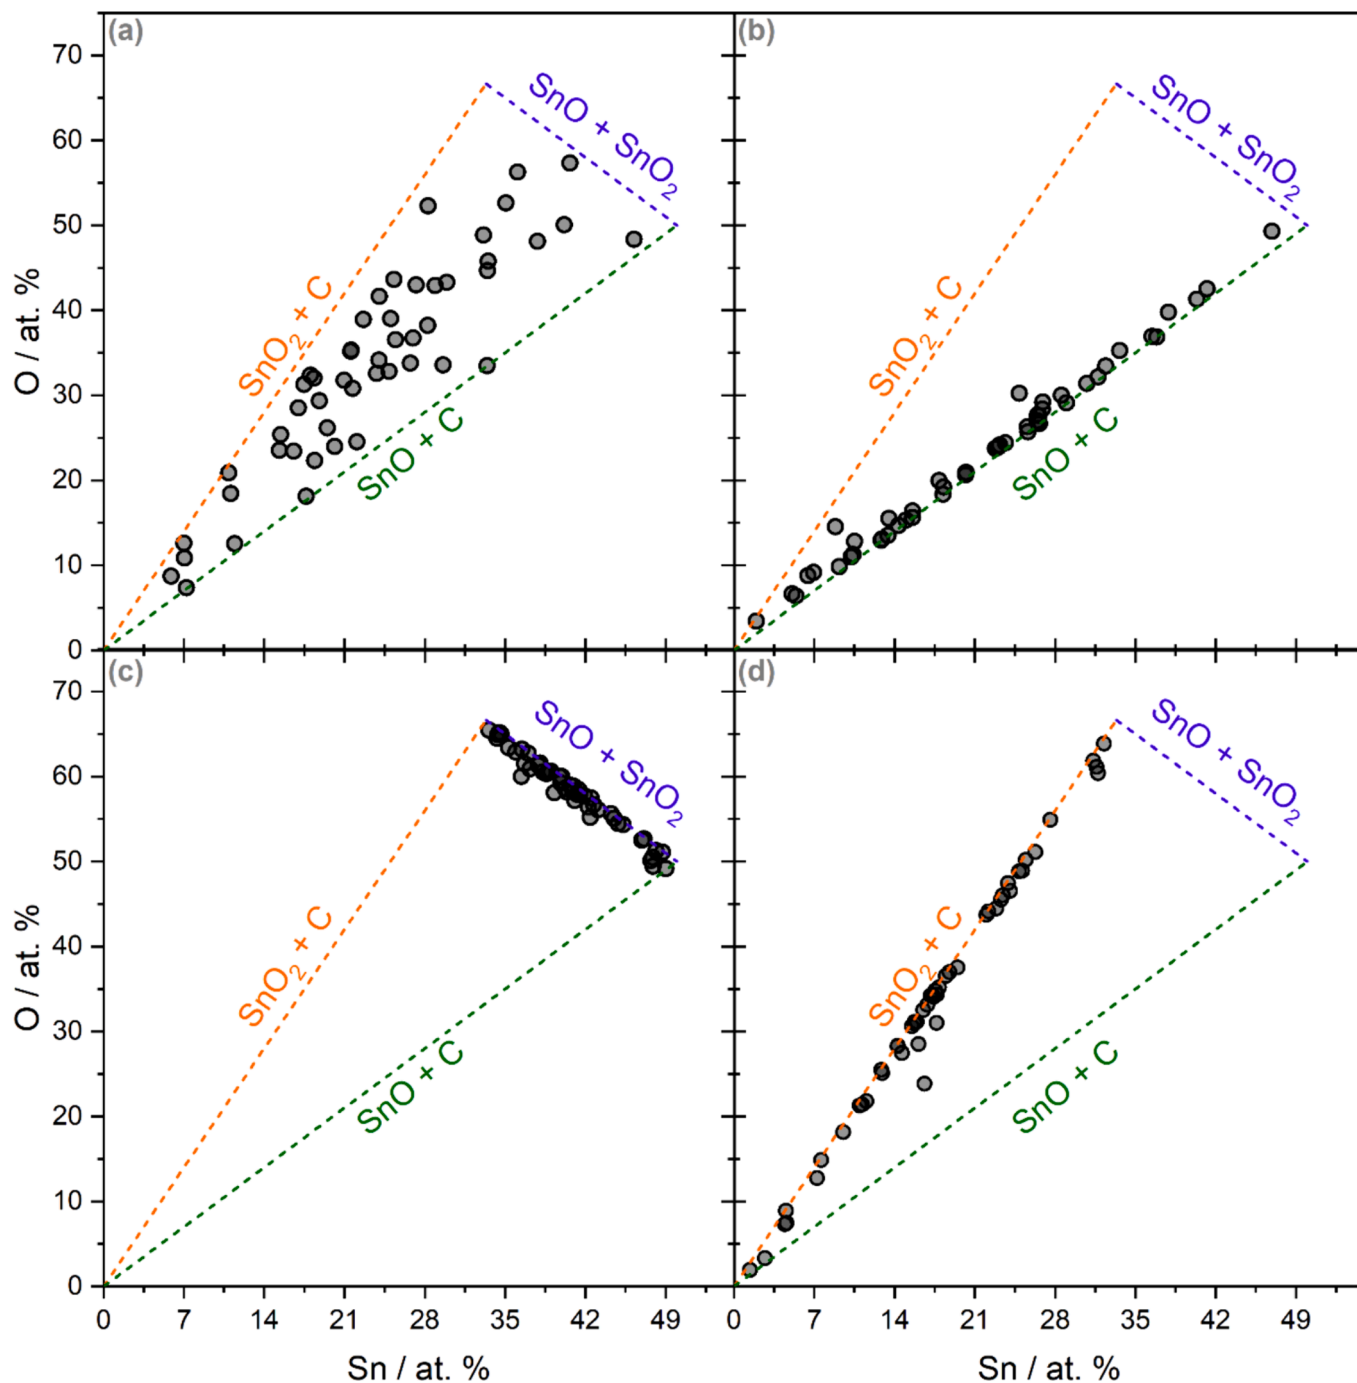 (a)
(b)
70
60
50
40
30
20
10
0
O / at. %
SnO + SnO₂
SnO₂ + C
SnO + C
SnO + SnO₂
SnO₂ + C
SnO + C
(c)
(d)
70
60
50
40
30
20
10
0
O / at. %
SnO + SnO₂
SnO₂ + C
SnO + C
SnO + SnO₂
SnO₂ + C
SnO + C
0 7 14 21 28 35 42 49
0 7 14 21 28 35 42 49
Sn / at. %
Sn / at. %